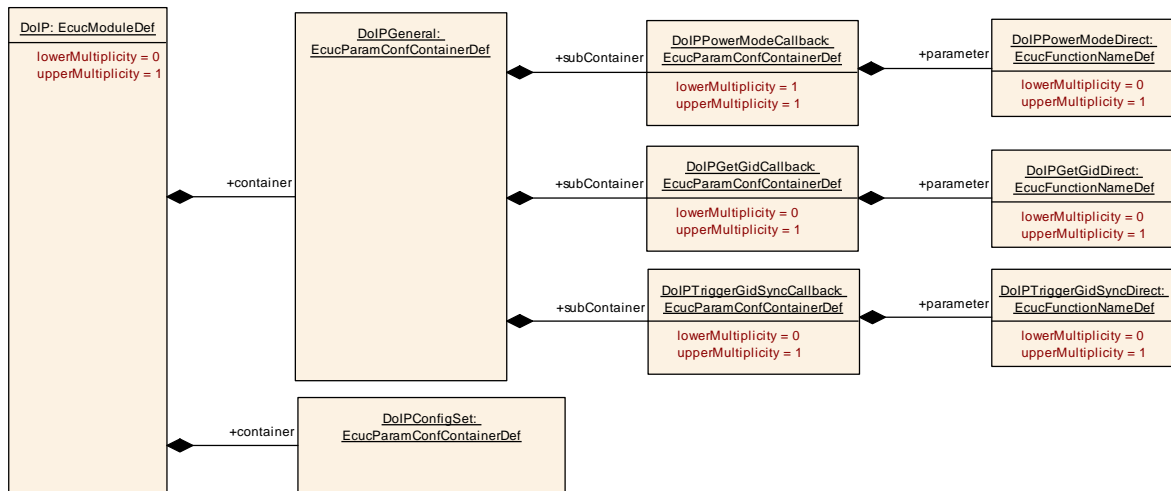 DoIP: EcucModuleDef
lowerMultiplicity = 0
upperMultiplicity = 1
+container
DoIPGeneral:
EcucParamConfContainerDef
+subContainer
DoIPPowerModeCallback:
EcucParamConfContainerDef
lowerMultiplicity = 1
upperMultiplicity = 1
+parameter
DoIPPowerModeDirect:
EcucFunctionNameDef
lowerMultiplicity = 0
upperMultiplicity = 1
+subContainer
DoIPGetGidCallback:
EcucParamConfContainerDef
lowerMultiplicity = 0
upperMultiplicity = 1
+parameter
DoIPGetGidDirect:
EcucFunctionNameDef
lowerMultiplicity = 0
upperMultiplicity = 1
+subContainer
DoIPTriggerGidSyncCallback:
EcucParamConfContainerDef
lowerMultiplicity = 0
upperMultiplicity = 1
+parameter
DoIPTriggerGidSyncDirect:
EcucFunctionNameDef
lowerMultiplicity = 0
upperMultiplicity = 1
+container
DoIPConfigSet:
EcucParamConfContainerDef